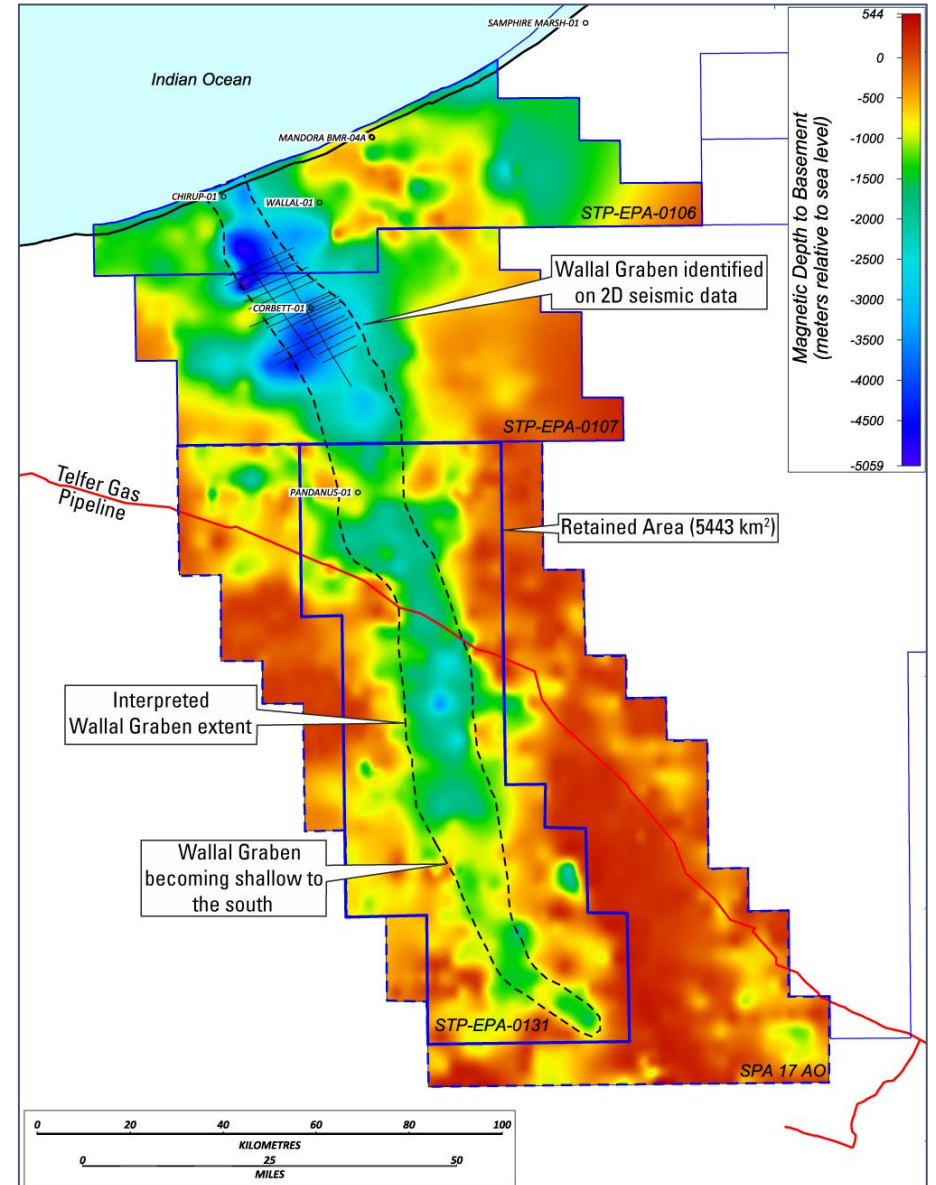 SAMPHIRE MARSH-01
Indian Ocean
MANDORA BMR-04A
CHIRUP-01
WALLAL-01
STP-EPA-0106
Wallal Graben identified
on 2D seismic data
CORBETT-01
STP-EPA-0107
Telfer Gas
Pipeline
PANDANUS-01
Retained Area (5443 km²)
Interpreted
Wallal Graben extent
Wallal Graben
becoming shallow to
the south
STP-EPA-0131
SPA 17 AO
Magnetic Depth to Basement
(meters relative to sea level)
544
0
-500
-1000
-1500
-2000
-2500
-3000
-3500
-4000
-4500
-5059
0 20 40 60 80 100
KILOMETRES
0 25 50
MILES